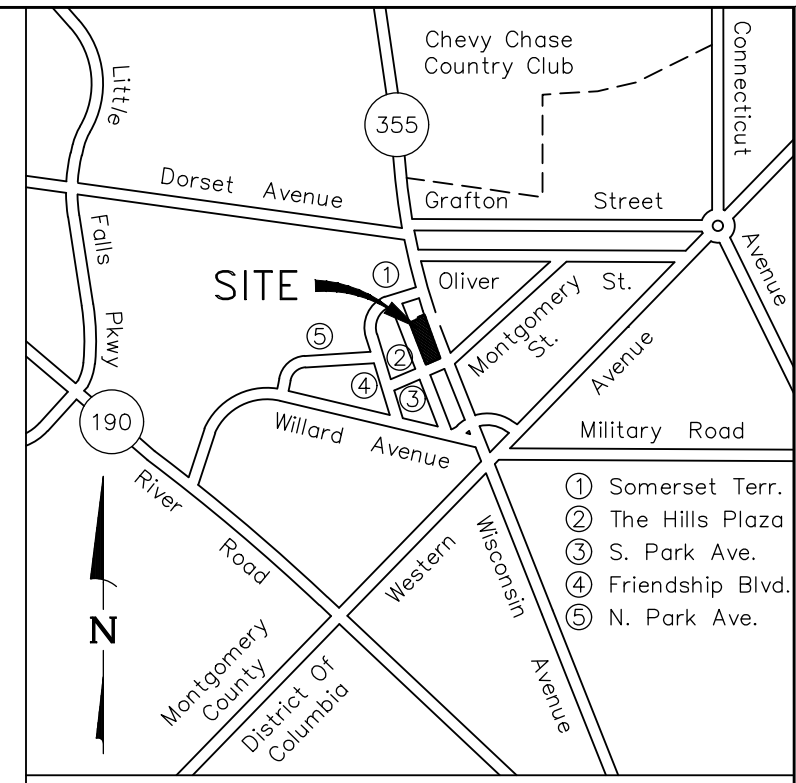 Chevy Chase
Country Club
Connecticut
Avenue
Little
Falls
Pkwy
355
Dorset Avenue
Grafton Street
SITE
①
Oliver St.
Montgomery
St.
⑤
②
④
③
Avenue
190
Willard Avenue
Military Road
River
Road
① Somerset Terr.
② The Hills Plaza
③ S. Park Ave.
④ Friendship Blvd.
⑤ N. Park Ave.
Western
Wisconsin
Avenue
N
Montgomery
County
District Of
Columbia